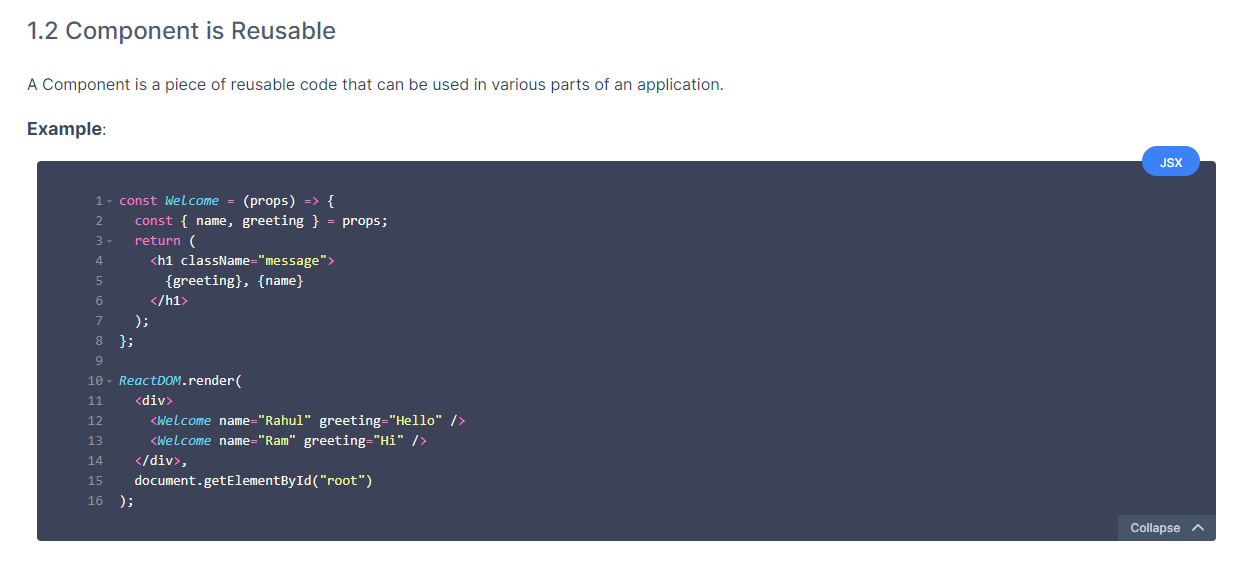 1.2 Component is Reusable
A Component is a piece of reusable code that can be used in various parts of an application.
Example:
JSX
1 const Welcome = (props) => {
2   const { name, greeting } = props;
3   return (
4     <h1 className="message">
5       {greeting}, {name}
6     </h1>
7   );
8 };
9
10 ReactDOM.render(
11   <div>
12     <Welcome name="Rahul" greeting="Hello" />
13     <Welcome name="Ram" greeting="Hi" />
14   </div>,
15   document.getElementById("root")
16 );
Collapse